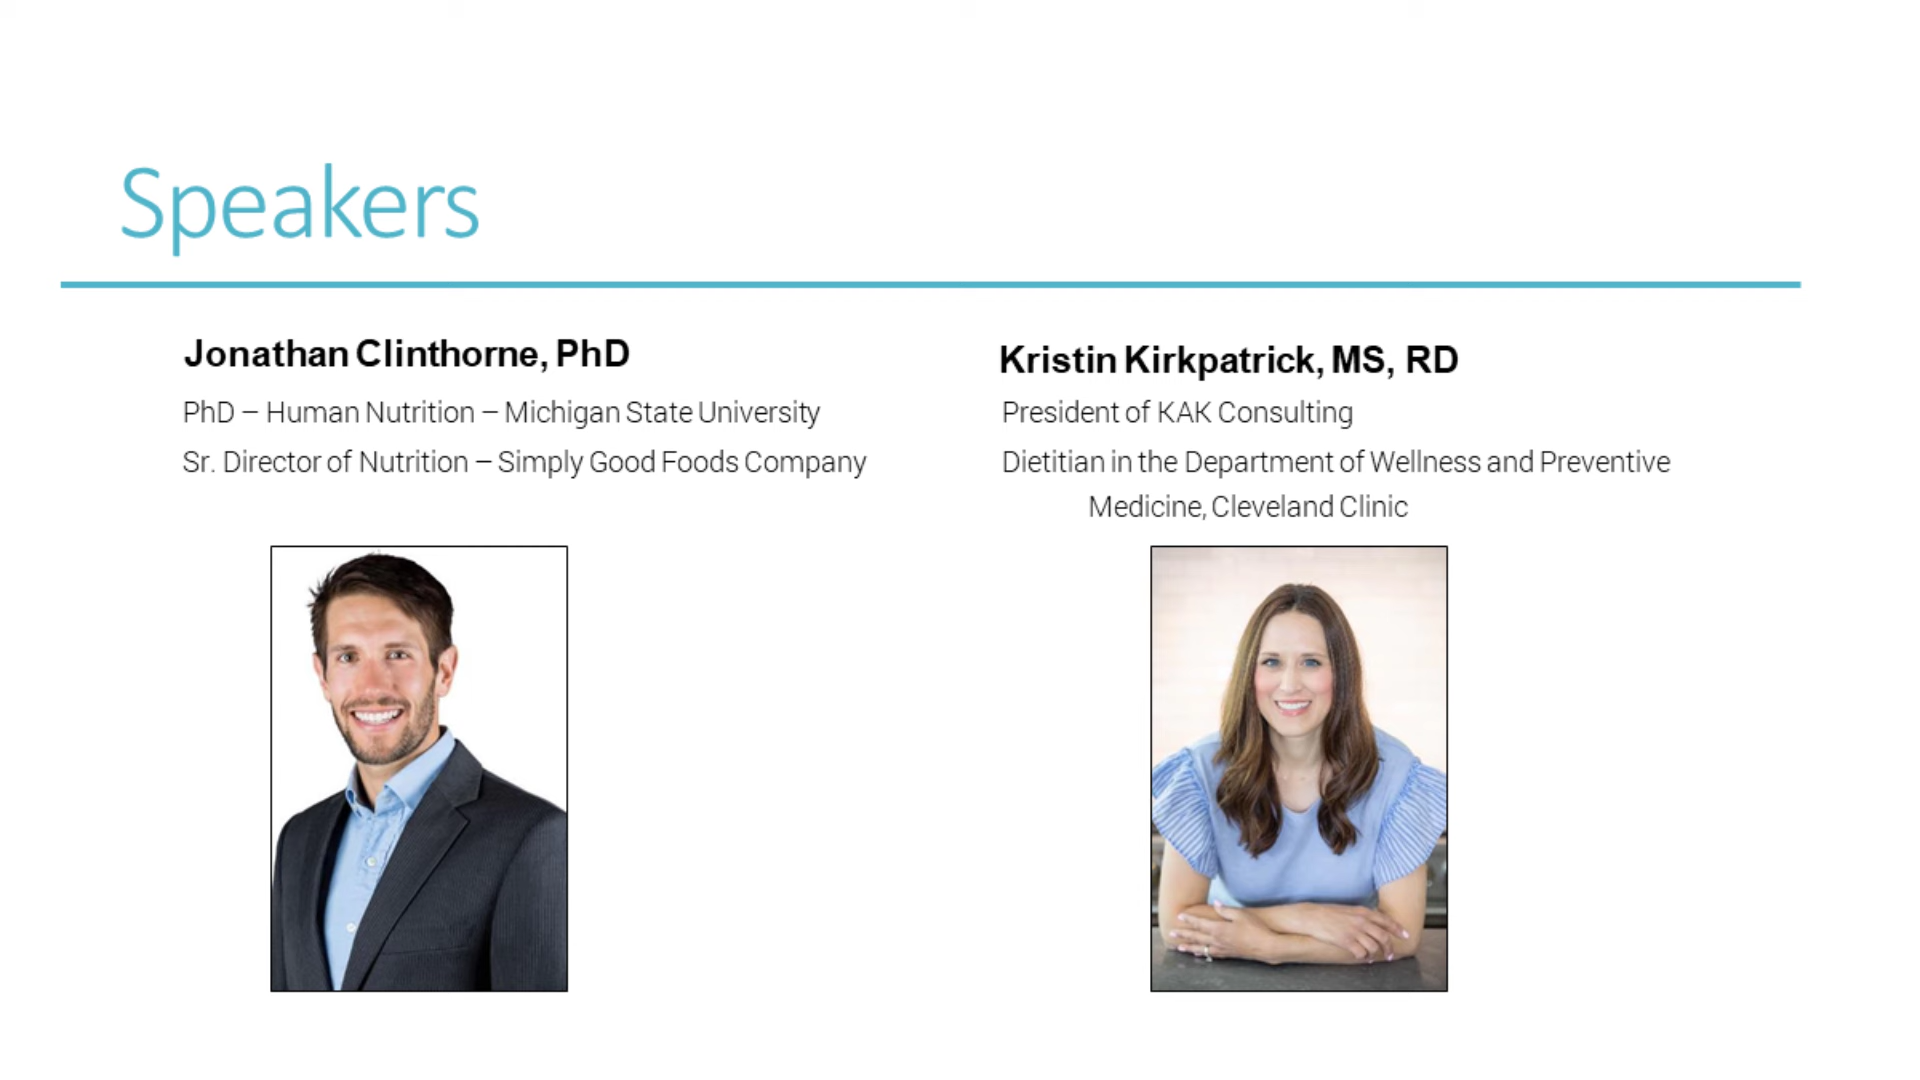 Speakers
Jonathan Clinthorne, PhD
PhD – Human Nutrition – Michigan State University
Sr. Director of Nutrition – Simply Good Foods Company
Kristin Kirkpatrick, MS, RD
President of KAK Consulting
Dietitian in the Department of Wellness and Preventive
Medicine, Cleveland Clinic